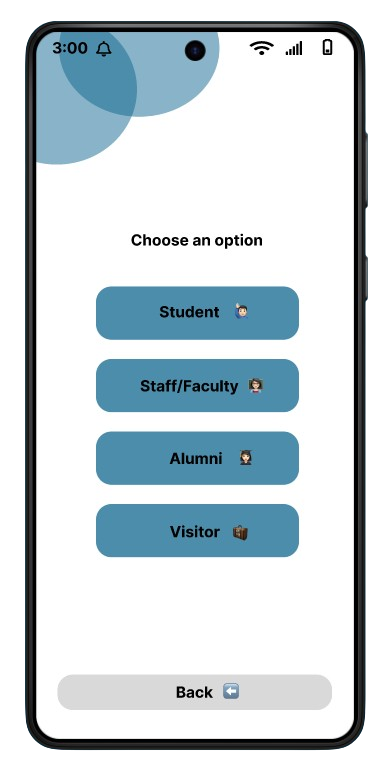 3:00
Choose an option
Student
Staff/Faculty
Alumni
Visitor
Back